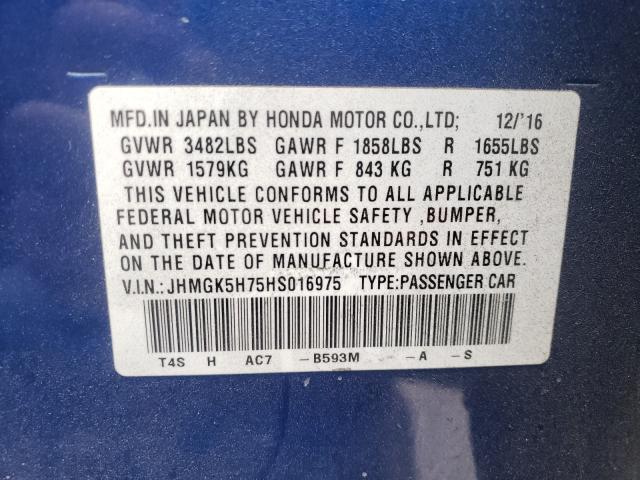 MFD.IN JAPAN BY HONDA MOTOR CO.,LTD; 12/'16
GVWR 3482LBS GAWR F 1858LBS R 1655LBS
GVWR 1579KG GAWR F 843 KG R 751 KG
THIS VEHICLE CONFORMS TO ALL APPLICABLE
FEDERAL MOTOR VEHICLE SAFETY ,BUMPER,
AND THEFT PREVENTION STANDARDS IN EFFECT
ON THE DATE OF MANUFACTURE SHOWN ABOVE.
V.I.N.:JHMGK5H75HS016975 TYPE:PASSENGER CAR
T4S H AC7 -B593M -A -S